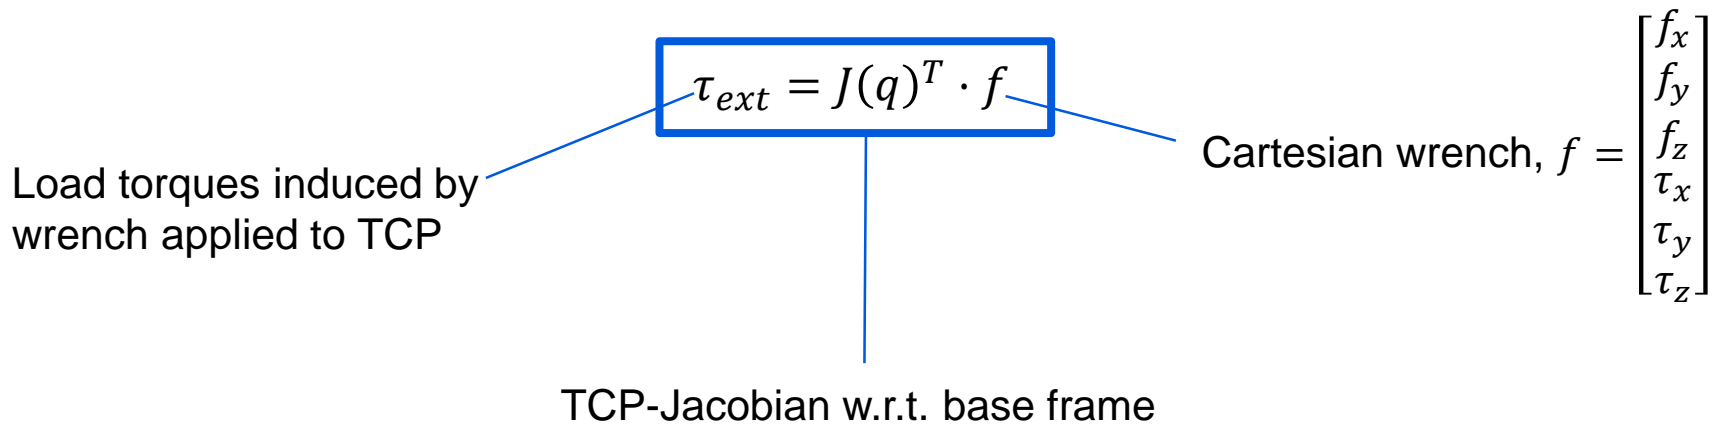 τ_ext = J(q)^T · f
Load torques induced by
wrench applied to TCP
Cartesian wrench, f = [f_x
f_y
f_z
τ_x
τ_y
τ_z]
TCP-Jacobian w.r.t. base frame